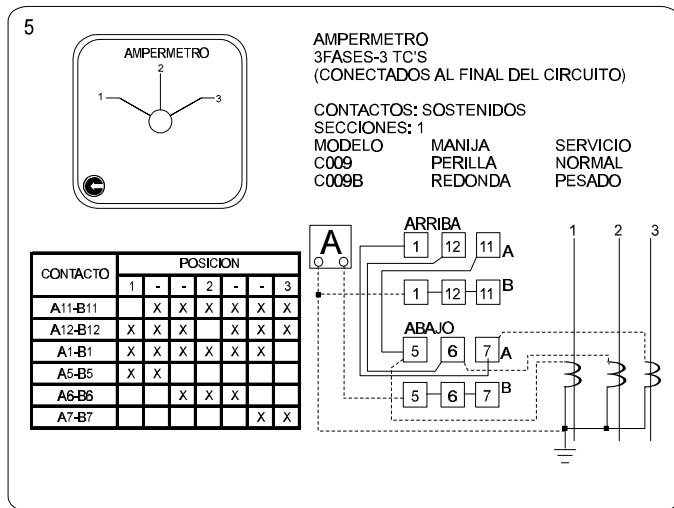 5
AMPERMETRO
2
1 3
AMPERMETRO
3FASES-3 TC'S
(CONECTADOS AL FINAL DEL CIRCUITO)
CONTACTOS: SOSTENIDOS
SECCIONES: 1
MODELO MANIJA SERVICIO
C009 PERILLA NORMAL
C009B REDONDA PESADO
CONTACTO POSICION
1 - - 2 - - 3
A11-B11 X X X X X X
A12-B12 X X X X X X
A1-B1 X X X X X X
A5-B5 X X
A6-B6 X X X
A7-B7 X X
A
ARRIBA
1 12 11 A
1 12 11 B
ABAJO
5 6 7 A
5 6 7 B
1 2 3